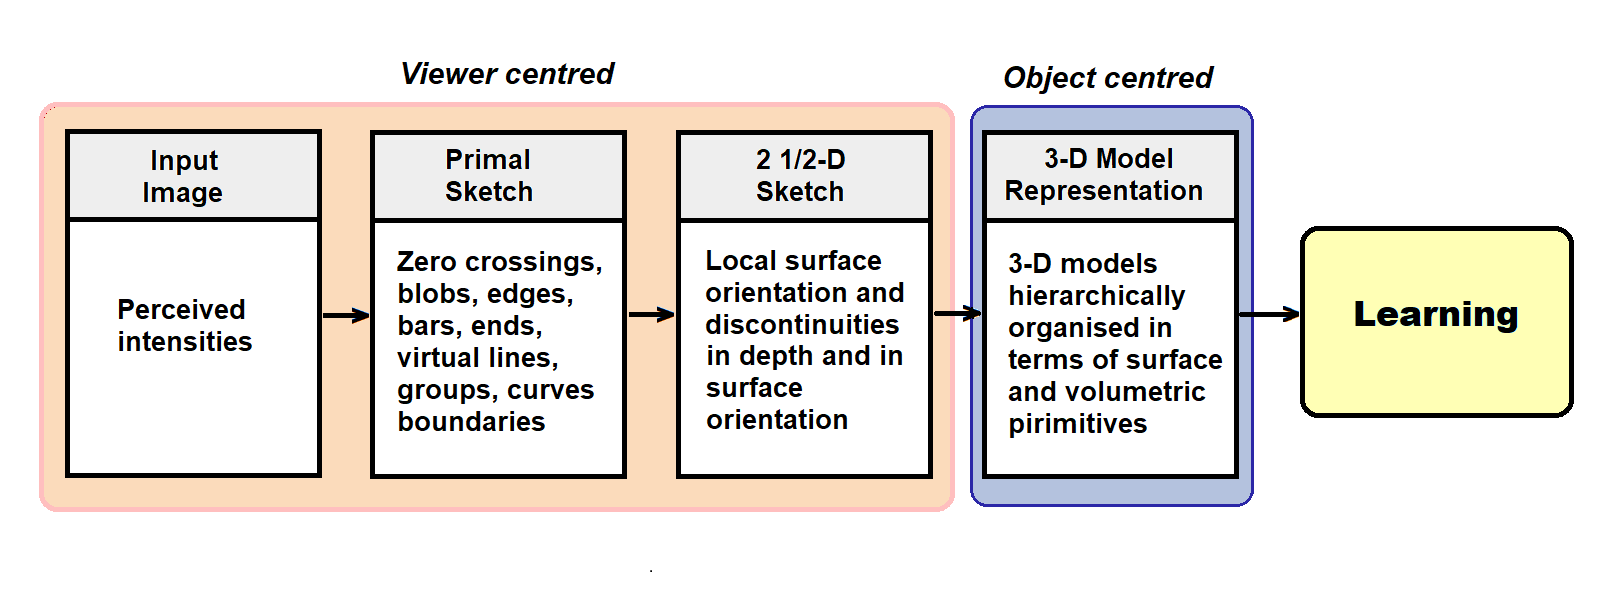 Viewer centred
Object centred
Input
Image
Perceived
intensities
Primal
Sketch
Zero crossings,
blobs, edges,
bars, ends,
virtual lines,
groups, curves
boundaries
2 1/2-D
Sketch
Local surface
orientation and
discontinuities
in depth and in
surface
orientation
3-D Model
Representation
3-D models
hierarchically
organised in
terms of surface
and volumetric
pirimitives
Learning